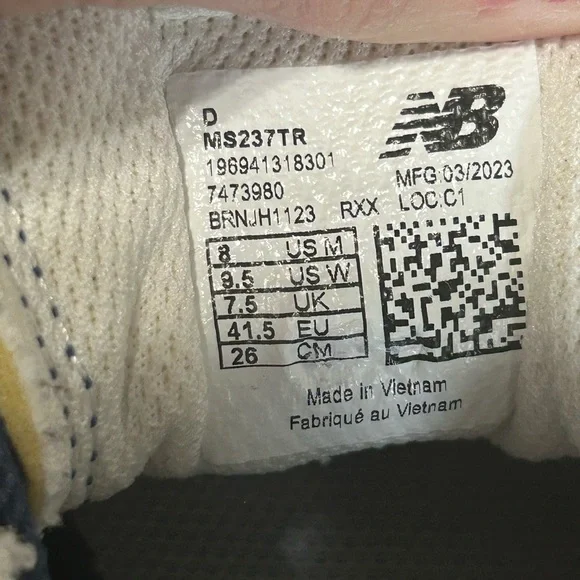 D
MS237TR
196941318301
7473980
BRNJH1123 RXX
NB
MFG:03/2023
LOC:C1
8 US M
9.5 US W
7.5 UK
41.5 EU
26 CM
Made in Vietnam
Fabriqué au Vietnam